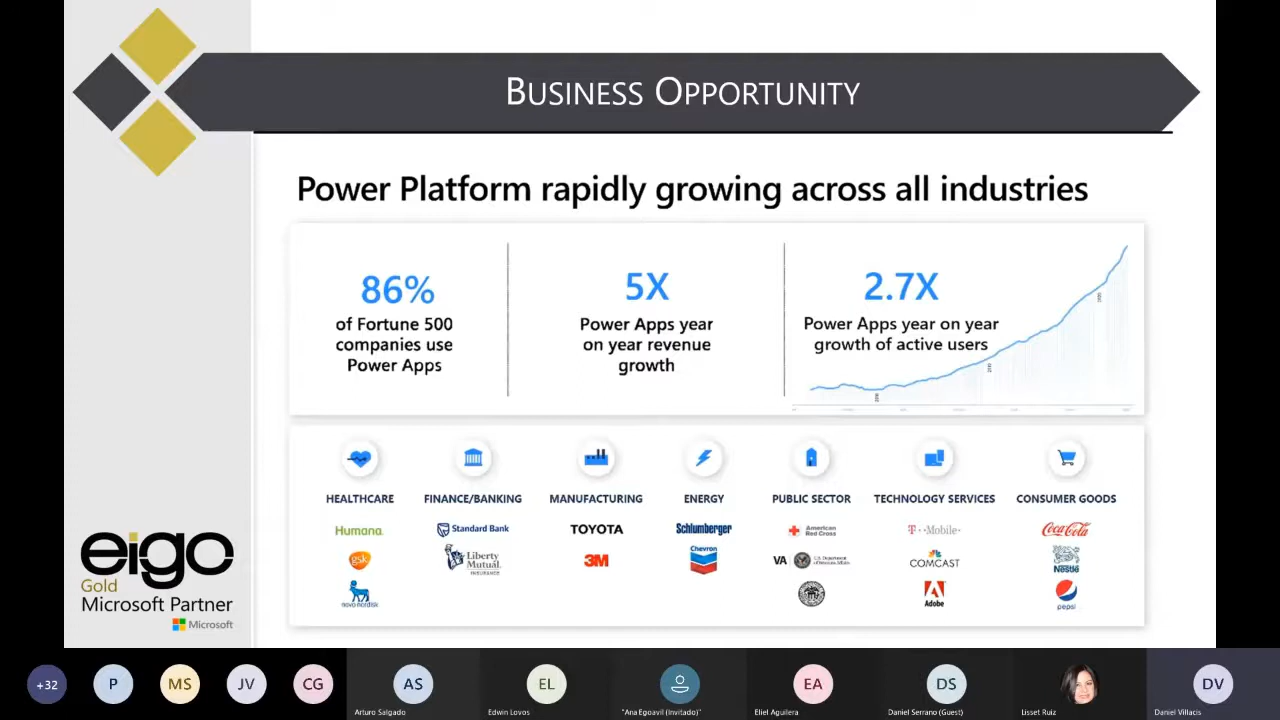 BUSINESS OPPORTUNITY
Power Platform rapidly growing across all industries
86%
of Fortune 500
companies use
Power Apps
5X
Power Apps year
on year revenue
growth
2.7X
Power Apps year on year
growth of active users
HEALTHCARE
FINANCE/BANKING
MANUFACTURING
ENERGY
PUBLIC SECTOR
TECHNOLOGY SERVICES
CONSUMER GOODS
Humana
Standard Bank
TOYOTA
Schlumberger
American
Red Cross
T-Mobile
Coca-Cola
gsk
Liberty
Mutual
INSURANCE
3M
Chevron
VA
U.S. Department
of Veterans Affairs
COMCAST
Nestlé
novo nordisk
Adobe
pepsi
eigo
Gold
Microsoft Partner
Microsoft
+32
P
MS
JV
CG
AS
Arturo Salgado
EL
Edwin Lovos
"Ana Egoavil (Invitado)"
EA
Eliel Aguilera
DS
Daniel Serrano (Guest)
Lisset Ruiz
DV
Daniel Villacis